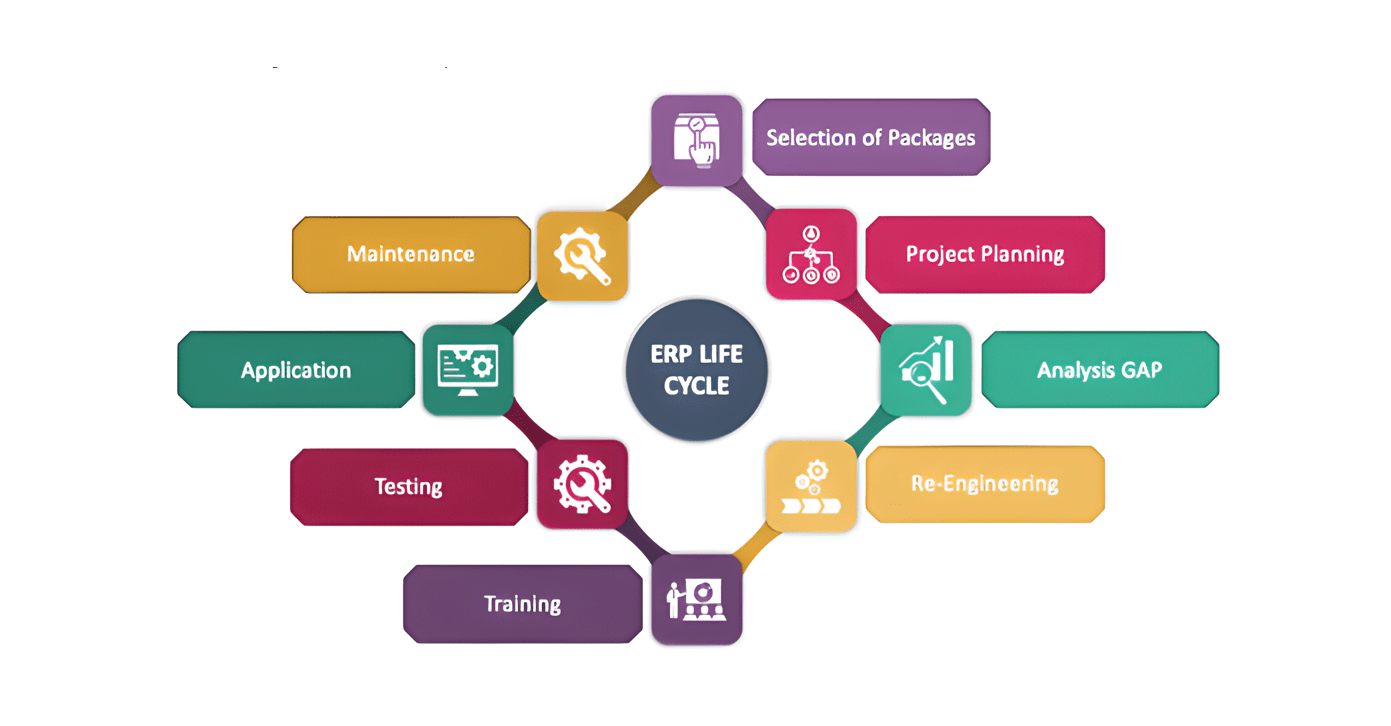 Selection of Packages
Project Planning
Analysis GAP
Re-Engineering
Training
Testing
Application
Maintenance
ERP LIFE
CYCLE